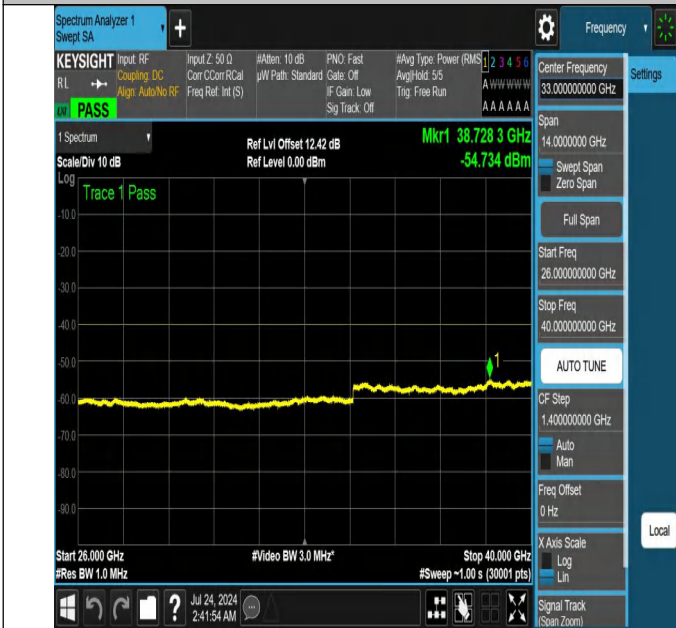 Spectrum Analyzer 1
Swept SA
+
Frequency
KEYSIGHT
RL
PASS
Input: RF
Coupling: DC
Align: Auto/No RF
Input Z: 50 Ω
Corr CCorr RCal
Freq Ref: Int (S)
#Atten: 10 dB
µW Path: Standard
PNO: Fast
Gate: Off
IF Gain: Low
Sig Track: Off
#Avg Type: Power (RMS
Avg|Hold: 5/5
Trig: Free Run
1 2 3 4 5 6
A W W W W W
A A A A A A
1 Spectrum
Scale/Div 10 dB
Ref Lvl Offset 12.42 dB
Ref Level 0.00 dBm
Mkr1 38.728 3 GHz
-54.734 dBm
Log
Trace 1 Pass
-10.0
-20.0
-30.0
-40.0
-50.0
-60.0
-70.0
-80.0
-90.0
1
Start 26.000 GHz
#Res BW 1.0 MHz
#Video BW 3.0 MHz*
Stop 40.000 GHz
#Sweep ~1.00 s (30001 pts)
Jul 24, 2024
2:41:54 AM
Center Frequency
33.000000000 GHz
Settings
Span
14.0000000 GHz
Swept Span
Zero Span
Full Span
Start Freq
26.000000000 GHz
Stop Freq
40.000000000 GHz
AUTO TUNE
CF Step
1.400000000 GHz
Auto
Man
Freq Offset
0 Hz
X Axis Scale
Log
Lin
Local
Signal Track
(Span Zoom)